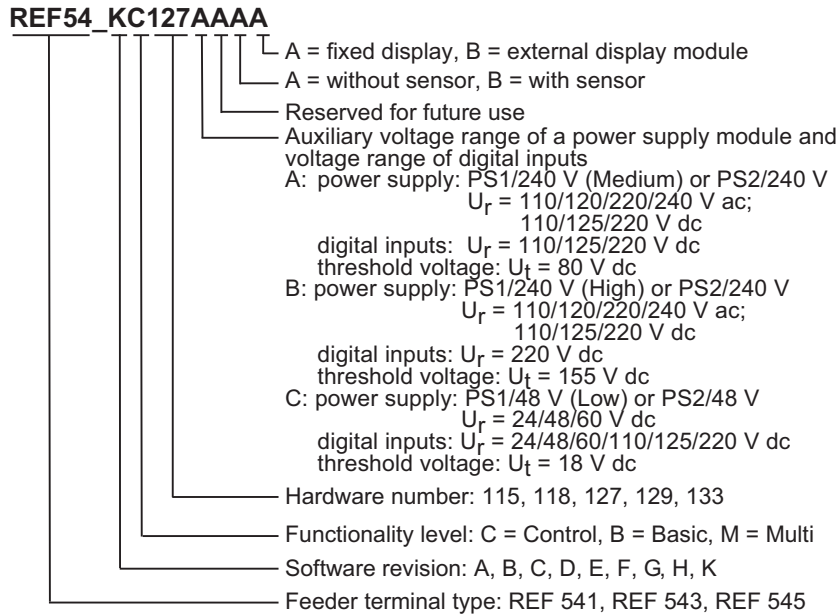 REF54_KC127AAAA
A = fixed display, B = external display module
A = without sensor, B = with sensor
Reserved for future use
Auxiliary voltage range of a power supply module and
voltage range of digital inputs
A: power supply: PS1/240 V (Medium) or PS2/240 V
Ur = 110/120/220/240 V ac;
110/125/220 V dc
digital inputs: Ur = 110/125/220 V dc
threshold voltage: Ut = 80 V dc
B: power supply: PS1/240 V (High) or PS2/240 V
Ur = 110/120/220/240 V ac;
110/125/220 V dc
digital inputs: Ur = 220 V dc
threshold voltage: Ut = 155 V dc
C: power supply: PS1/48 V (Low) or PS2/48 V
Ur = 24/48/60 V dc
digital inputs: Ur = 24/48/60/110/125/220 V dc
threshold voltage: Ut = 18 V dc
Hardware number: 115, 118, 127, 129, 133
Functionality level: C = Control, B = Basic, M = Multi
Software revision: A, B, C, D, E, F, G, H, K
Feeder terminal type: REF 541, REF 543, REF 545